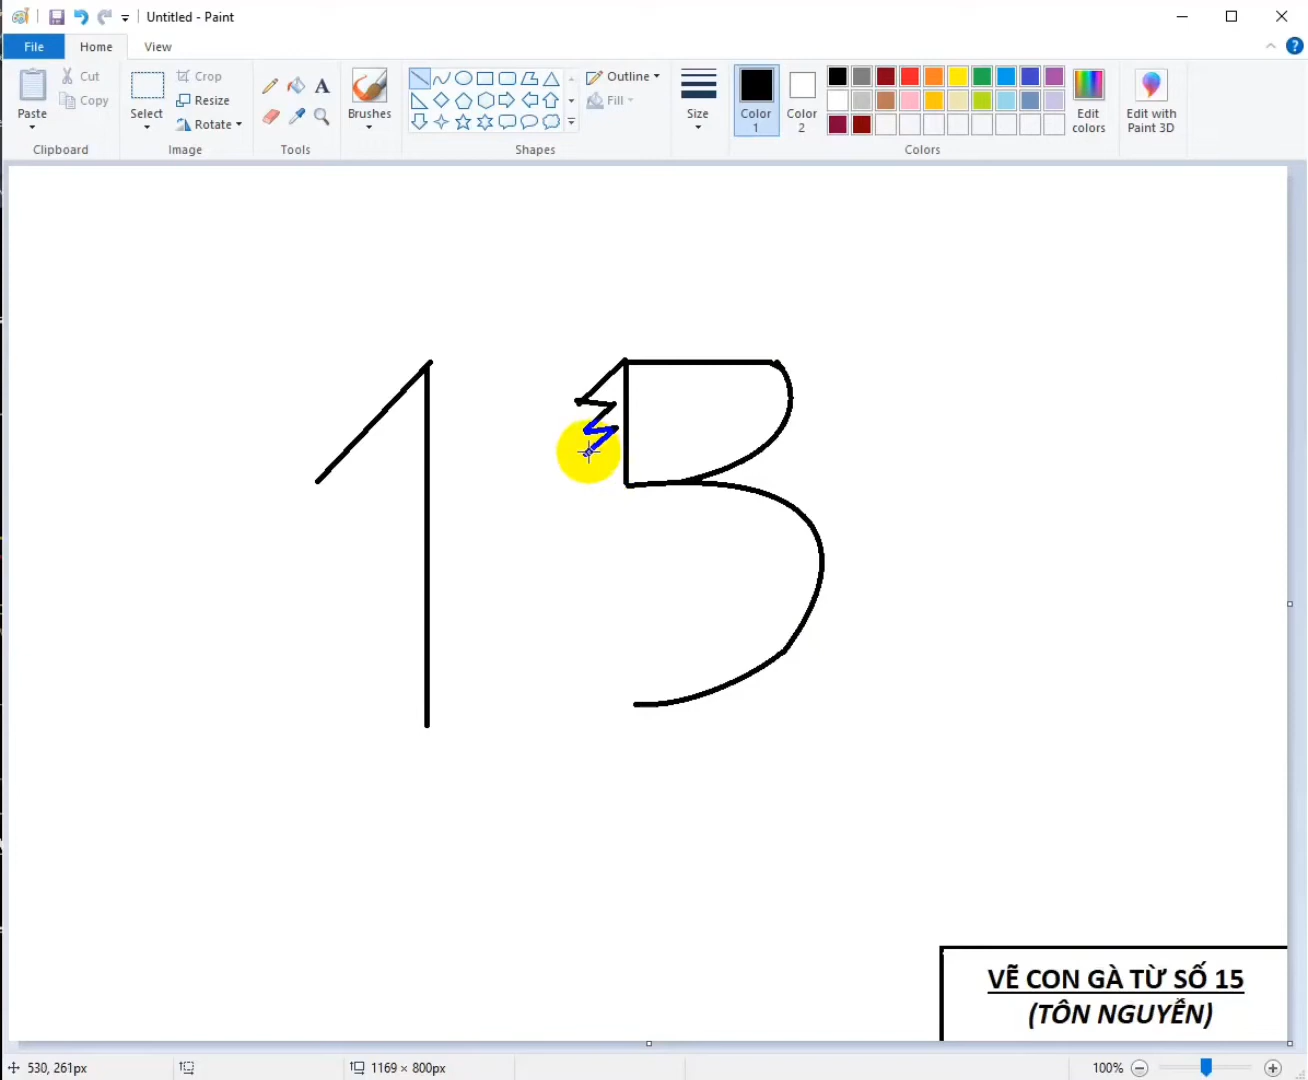 Untitled - Paint
File Home View
Paste
Cut
Copy
Clipboard
Select
Crop
Resize
Rotate
Image
A
Tools
Brushes
Outline
Fill
Shapes
Size
Color 1
Color 2
Edit colors
Colors
Edit with Paint 3D
15
VẼ CON GÀ TỪ SỐ 15
(TÔN NGUYỄN)
530, 261px
1169 × 800px
100%